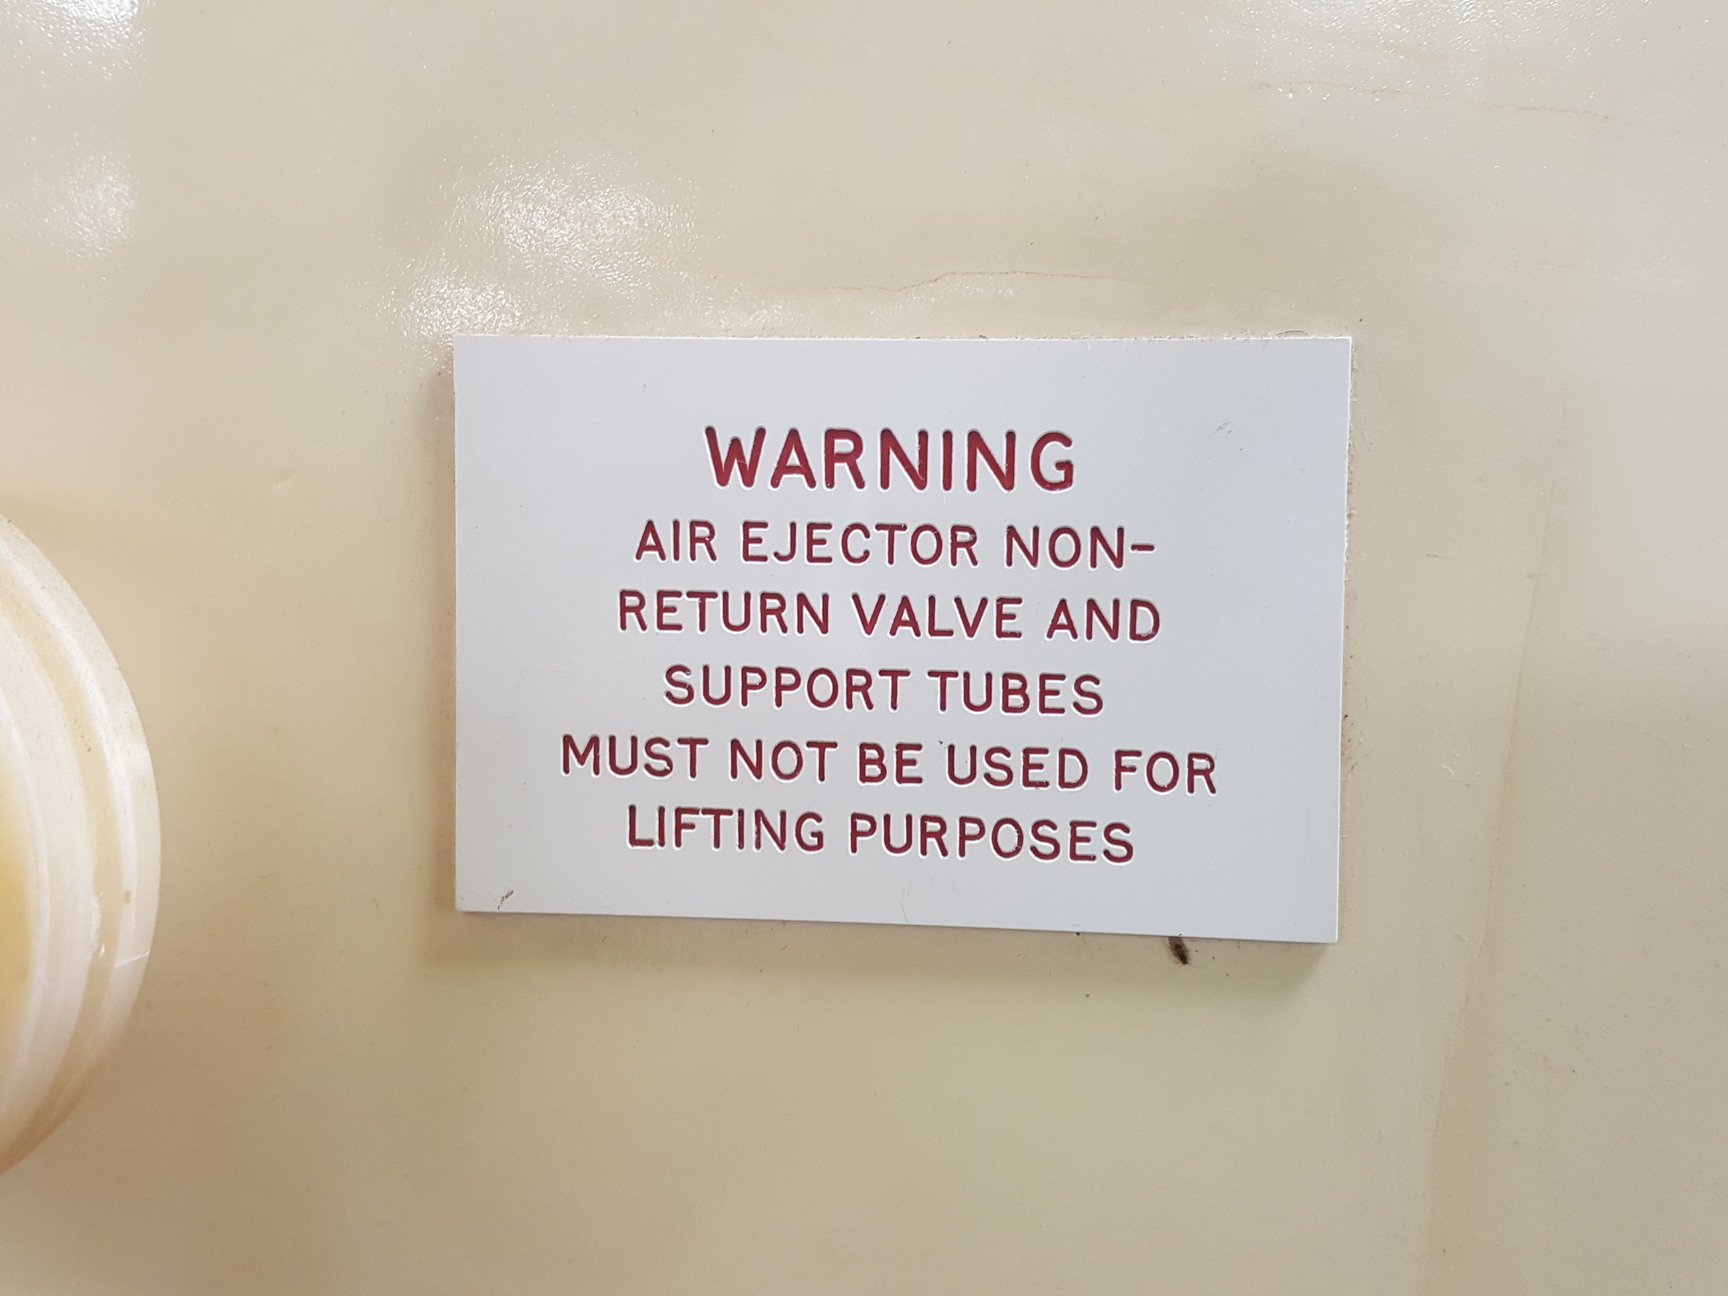 WARNING
AIR EJECTOR NON-
RETURN VALVE AND
SUPPORT TUBES
MUST NOT BE USED FOR
LIFTING PURPOSES